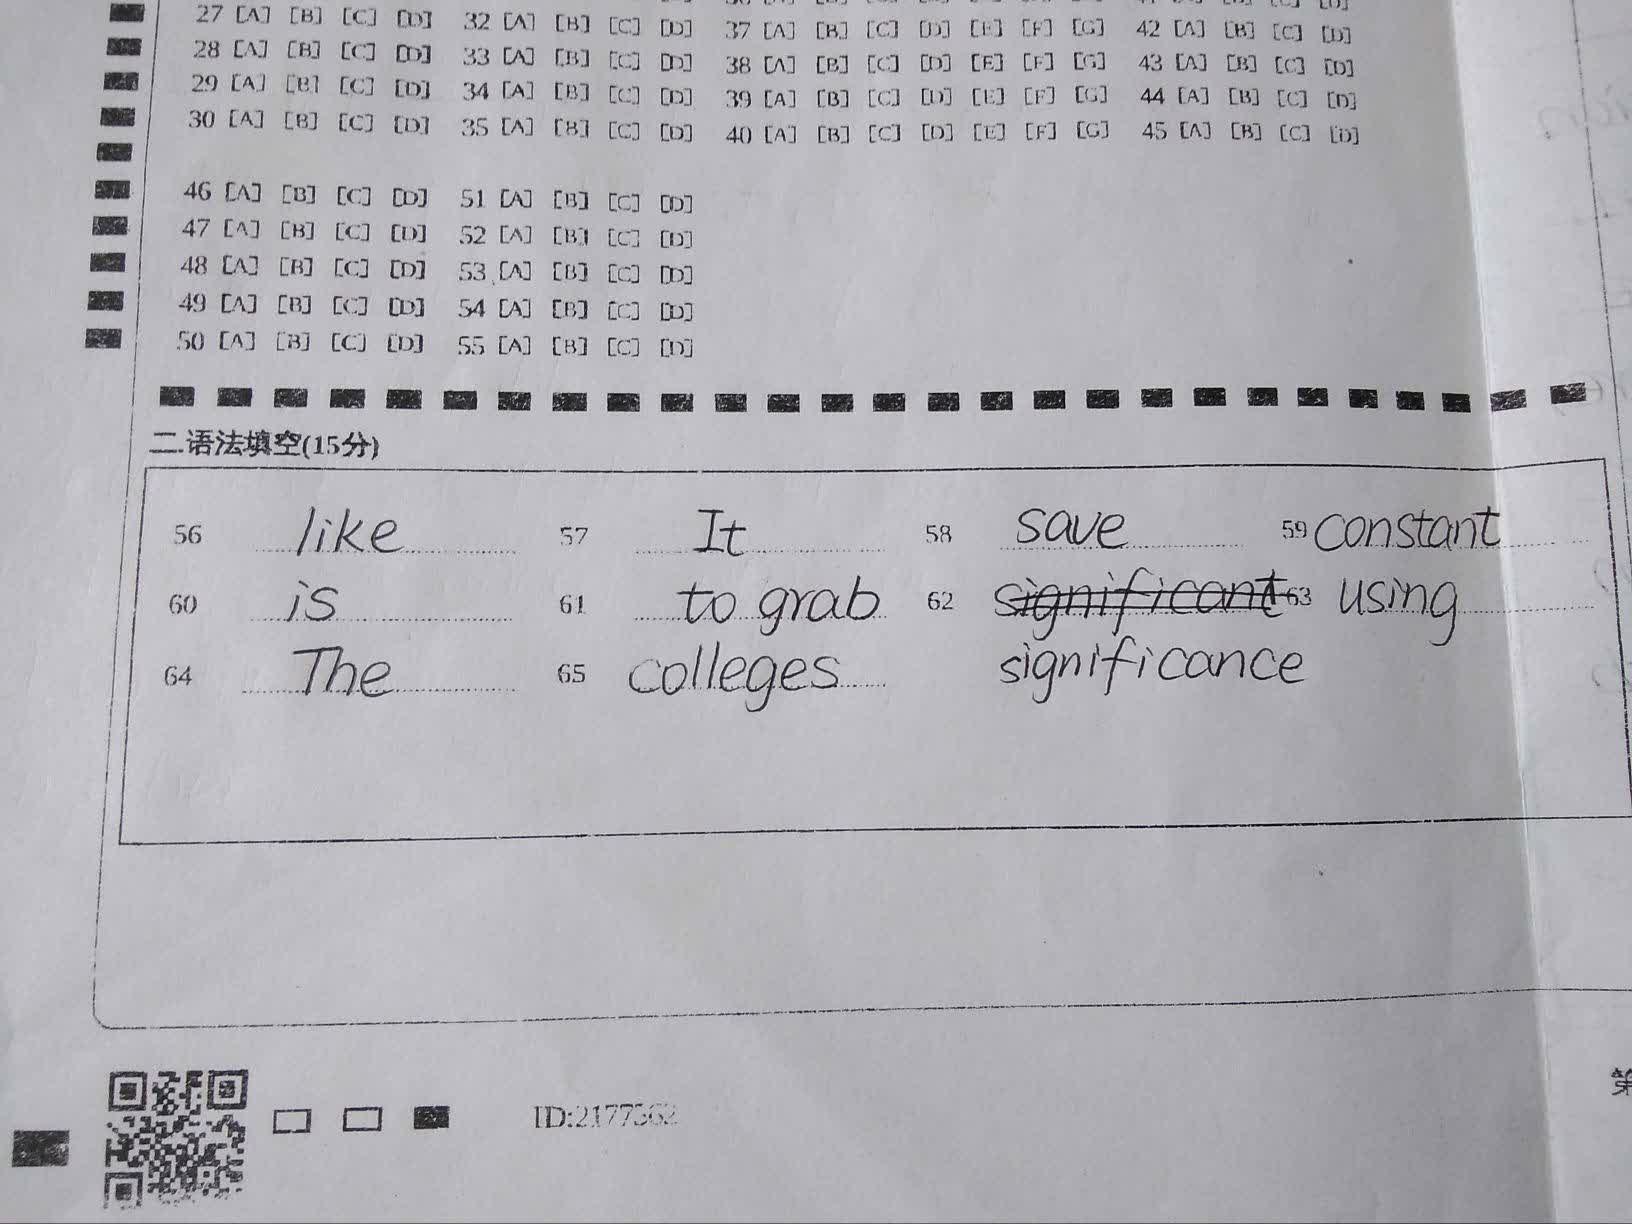 27 [A] [B] [C] [D] 32 [A] [B] [C] [D] 37 [A] [B] [C] [D] [E] [F] [G] 42 [A] [B] [C] [D]
28 [A] [B] [C] [D] 33 [A] [B] [C] [D] 38 [A] [B] [C] [D] [E] [F] [G] 43 [A] [B] [C] [D]
29 [A] [B] [C] [D] 34 [A] [B] [C] [D] 39 [A] [B] [C] [D] [E] [F] [G] 44 [A] [B] [C] [D]
30 [A] [B] [C] [D] 35 [A] [B] [C] [D] 40 [A] [B] [C] [D] [E] [F] [G] 45 [A] [B] [C] [D]
46 [A] [B] [C] [D] 51 [A] [B] [C] [D]
47 [A] [B] [C] [D] 52 [A] [B] [C] [D]
48 [A] [B] [C] [D] 53 [A] [B] [C] [D]
49 [A] [B] [C] [D] 54 [A] [B] [C] [D]
50 [A] [B] [C] [D] 55 [A] [B] [C] [D]
二.语法填空(15分)
56 like 57 It 58 save 59 constant
60 is 61 to grab 62 significant 63 using
64 The 65 colleges significance
ID:2177562
第